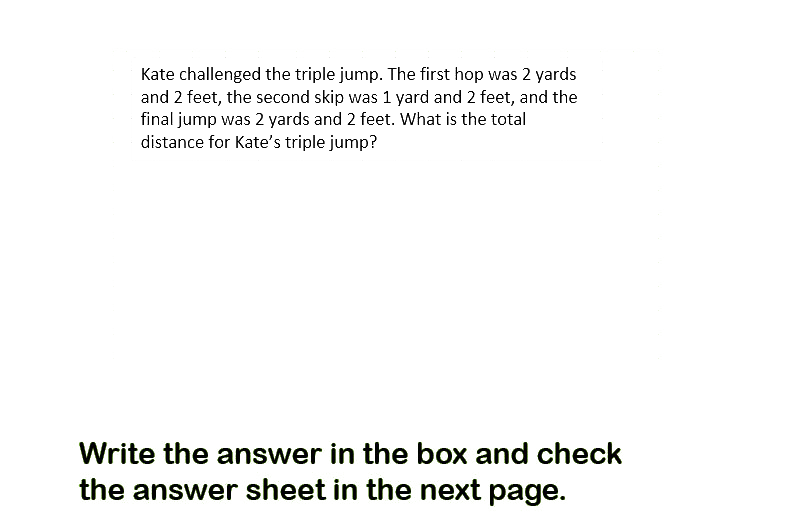 Kate challenged the triple jump. The first hop was 2 yards
and 2 feet, the second skip was 1 yard and 2 feet, and the
final jump was 2 yards and 2 feet. What is the total
distance for Kate’s triple jump?
Write the answer in the box and check
the answer sheet in the next page.